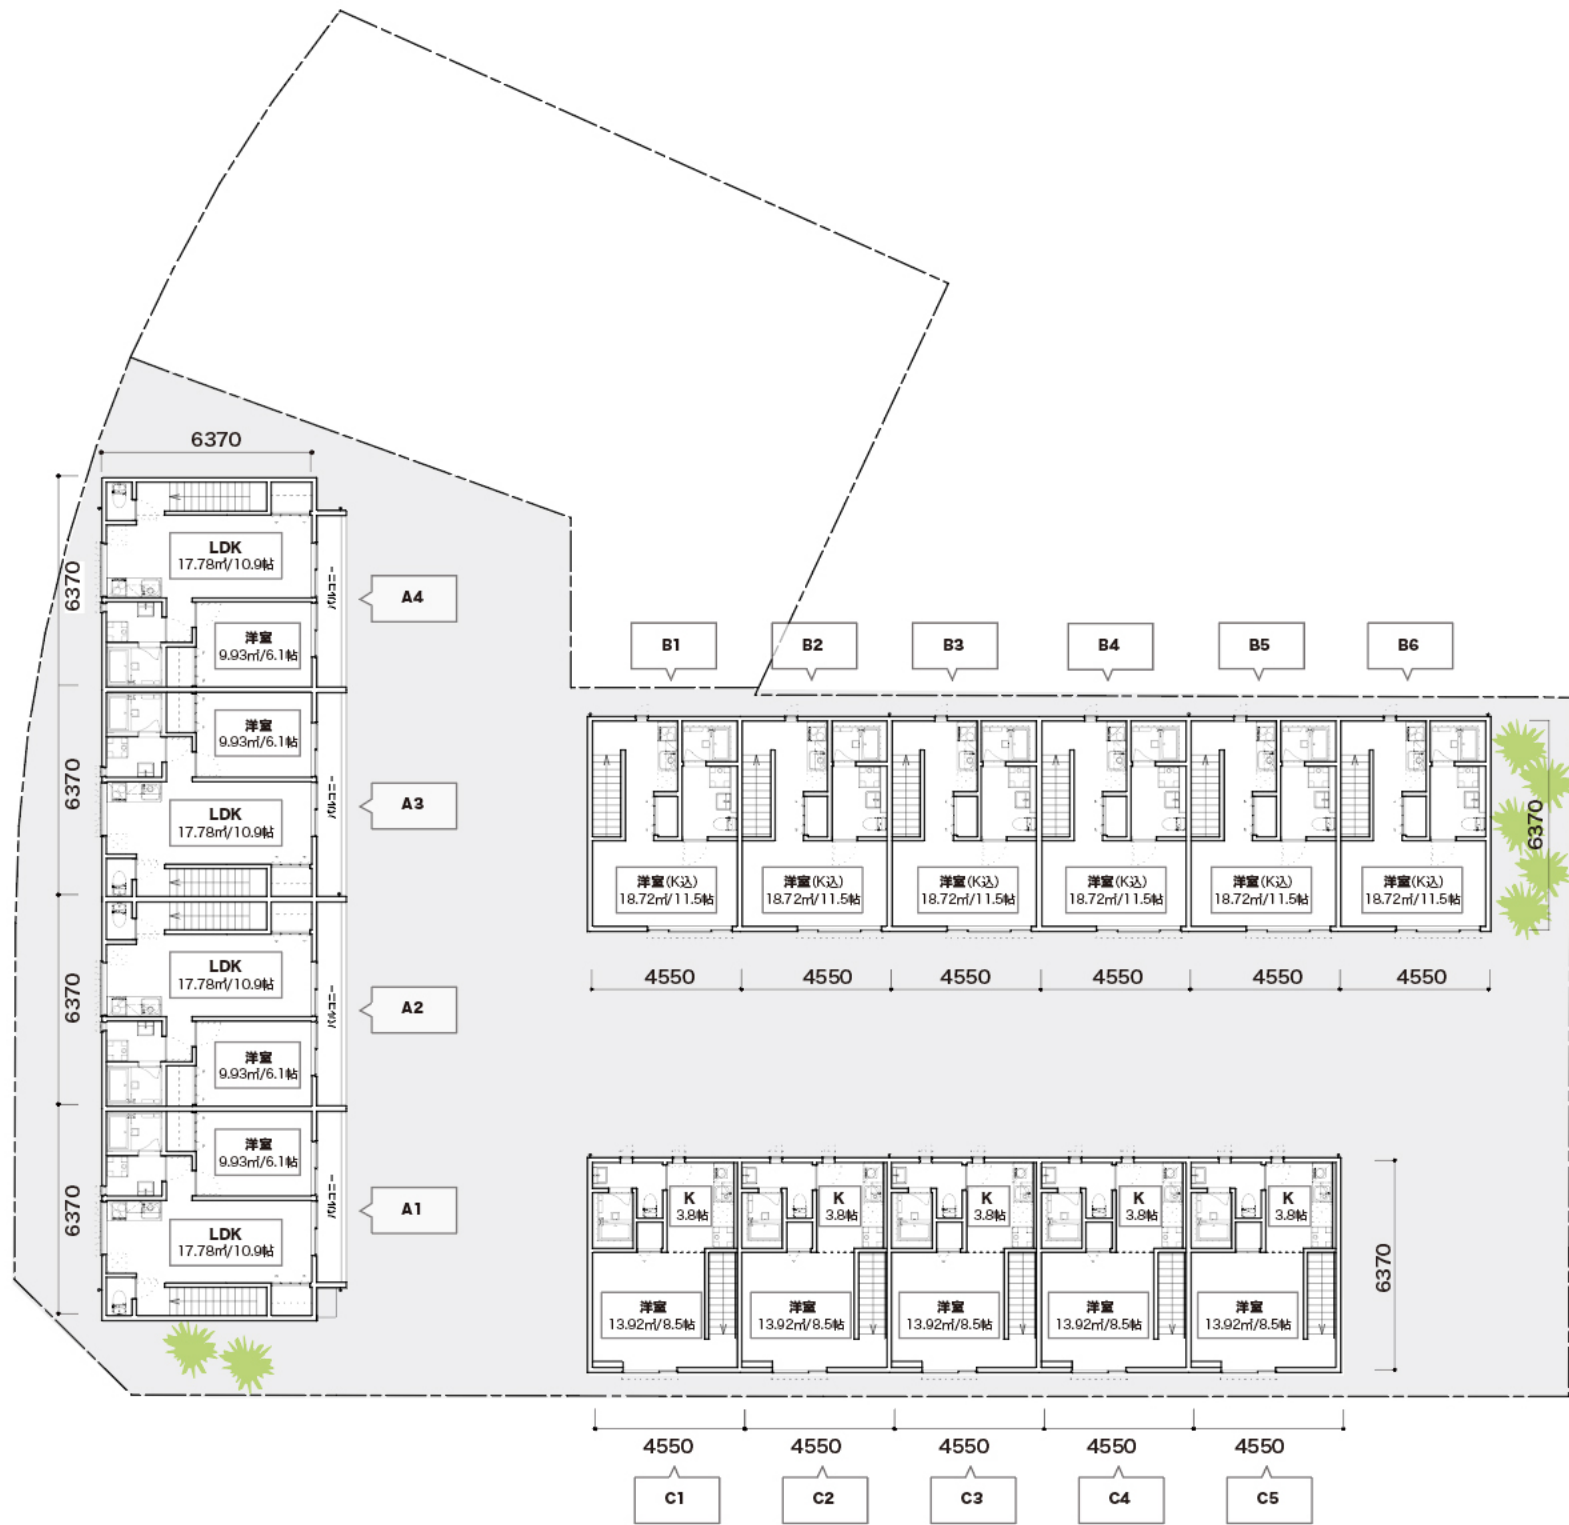 6370
6370
LDK
17.78㎡/10.9帖
A4
洋室
9.93㎡/6.1帖
洋室
9.93㎡/6.1帖
6370
A3
LDK
17.78㎡/10.9帖
6370
LDK
17.78㎡/10.9帖
A2
洋室
9.93㎡/6.1帖
洋室
9.93㎡/6.1帖
6370
A1
LDK
17.78㎡/10.9帖
B1
B2
B3
B4
B5
B6
6370
洋室(K込)
18.72㎡/11.5帖
洋室(K込)
18.72㎡/11.5帖
洋室(K込)
18.72㎡/11.5帖
洋室(K込)
18.72㎡/11.5帖
洋室(K込)
18.72㎡/11.5帖
洋室(K込)
18.72㎡/11.5帖
4550
4550
4550
4550
4550
4550
K
3.8帖
K
3.8帖
K
3.8帖
K
3.8帖
K
3.8帖
6370
洋室
13.92㎡/8.5帖
洋室
13.92㎡/8.5帖
洋室
13.92㎡/8.5帖
洋室
13.92㎡/8.5帖
洋室
13.92㎡/8.5帖
4550
4550
4550
4550
4550
C1
C2
C3
C4
C5